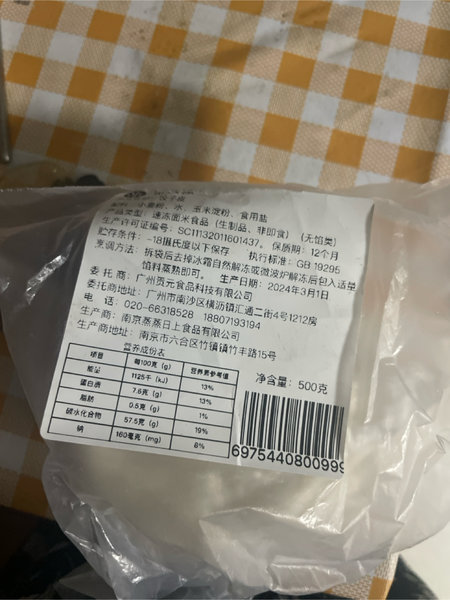 饺子皮
配料：小麦粉、水、玉米淀粉、食用盐
产品类型：速冻面米食品（生制品、非即食）（无馅类）
生产许可证编号：SC11132011601437。 保质期：12个月
贮存条件：-18摄氏度以下保存 执行标准：GB 19295
烹调方法：拆袋后去掉冰霜自然解冻或微波炉解冻后包入适量
馅料蒸熟即可。 生产日期：2024年3月1日
委托商：广州贡元食品科技有限公司
委托商地址：广州市南沙区横沥镇汇通二街4号1212房
电 话：020-66318528 18807193194
生产商：南京蒸蒸日上食品有限公司
生产商地址：南京市六合区竹镇镇竹丰路15号
营养成份表
项目 每100克 (g) 营养素参考值
能量 1125千 (kJ) 13%
蛋白质 7.6克 (g) 13%
脂肪 0.5克 (g) 1%
碳水化合物 57.5克 (g) 19%
钠 160毫克 (mg) 8%
净含量： 500克
6975440800999